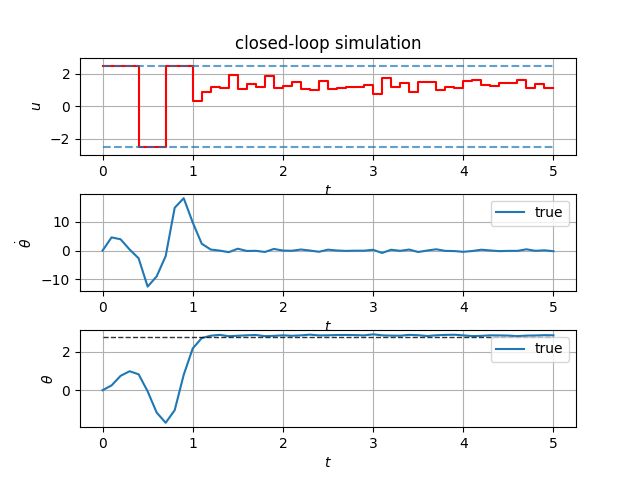 closed-loop simulation
u
2
0
−2
0 1 2 3 4 5
t
θ̇
10
0
−10
true
0 1 2 3 4 5
t
θ
2
0
true
0 1 2 3 4 5
t